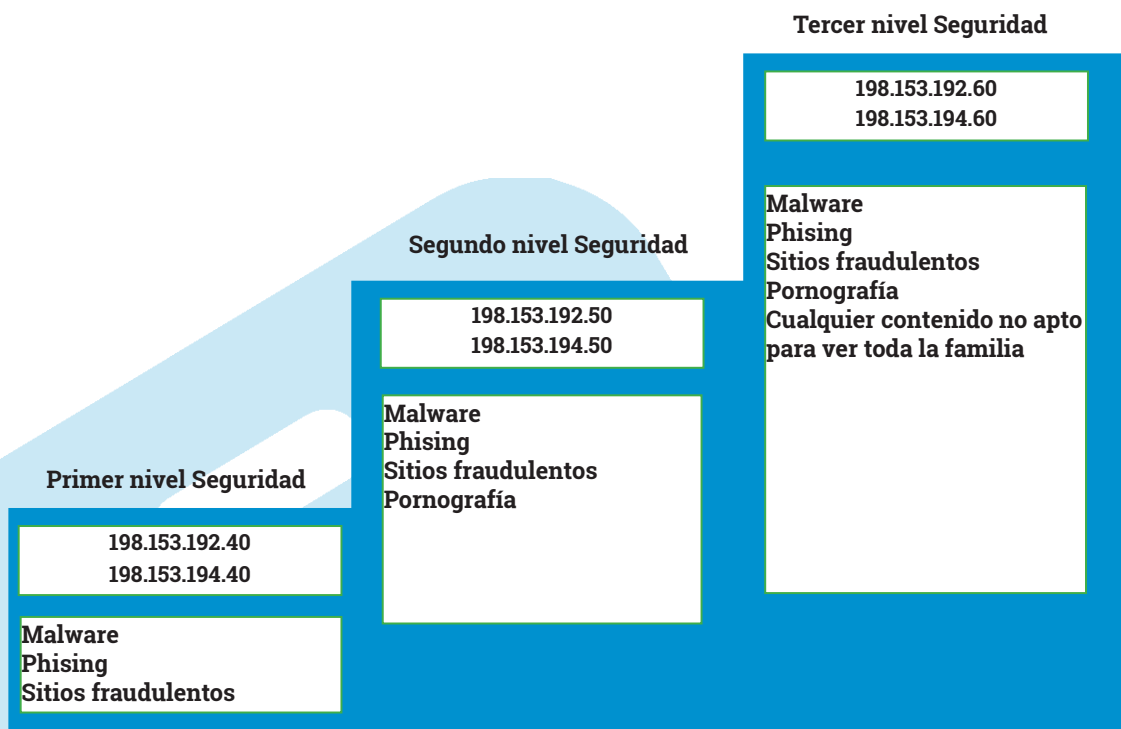 Tercer nivel Seguridad
198.153.192.60
198.153.194.60
Malware
Phising
Sitios fraudulentos
Pornografía
Cualquier contenido no apto
para ver toda la familia
Segundo nivel Seguridad
198.153.192.50
198.153.194.50
Malware
Phising
Sitios fraudulentos
Pornografía
Primer nivel Seguridad
198.153.192.40
198.153.194.40
Malware
Phising
Sitios fraudulentos